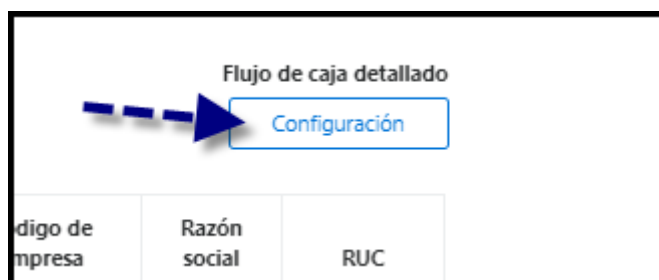 Flujo de caja detallado
Configuración
digo de
mpresa
Razón
social
RUC